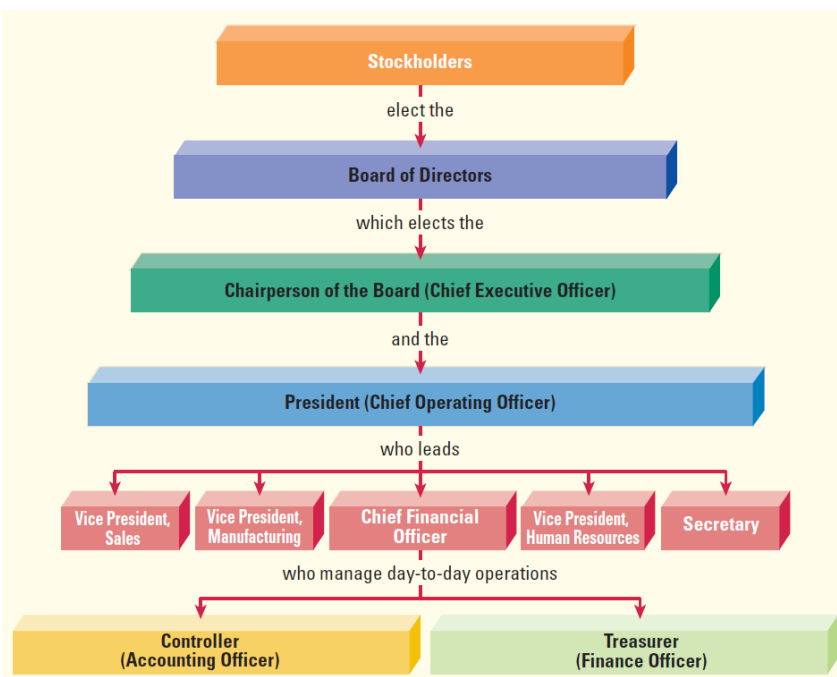 Stockholders
elect the
Board of Directors
which elects the
Chairperson of the Board (Chief Executive Officer)
and the
President (Chief Operating Officer)
who leads
Vice President,
Sales
Vice President,
Manufacturing
Chief Financial
Officer
Vice President,
Human Resources
Secretary
who manage day-to-day operations
Controller
(Accounting Officer)
Treasurer
(Finance Officer)